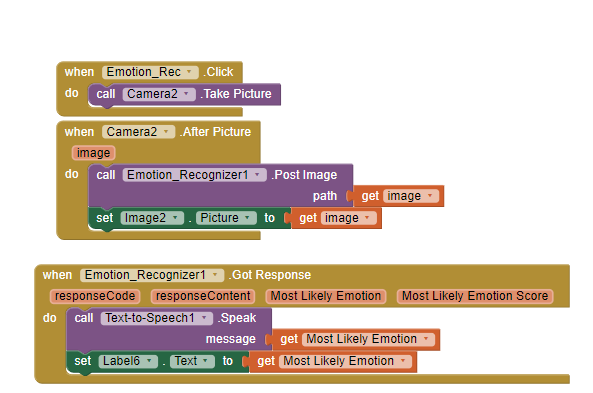 when Emotion_Rec .Click
do call Camera2 .Take Picture
when Camera2 .After Picture
image
do call Emotion_Recognizer1 .Post Image
path get image
set Image2 . Picture to get image
when Emotion_Recognizer1 .Got Response
responseCode responseContent Most Likely Emotion Most Likely Emotion Score
do call Text-to-Speech1 .Speak
message get Most Likely Emotion
set Label6 . Text to get Most Likely Emotion